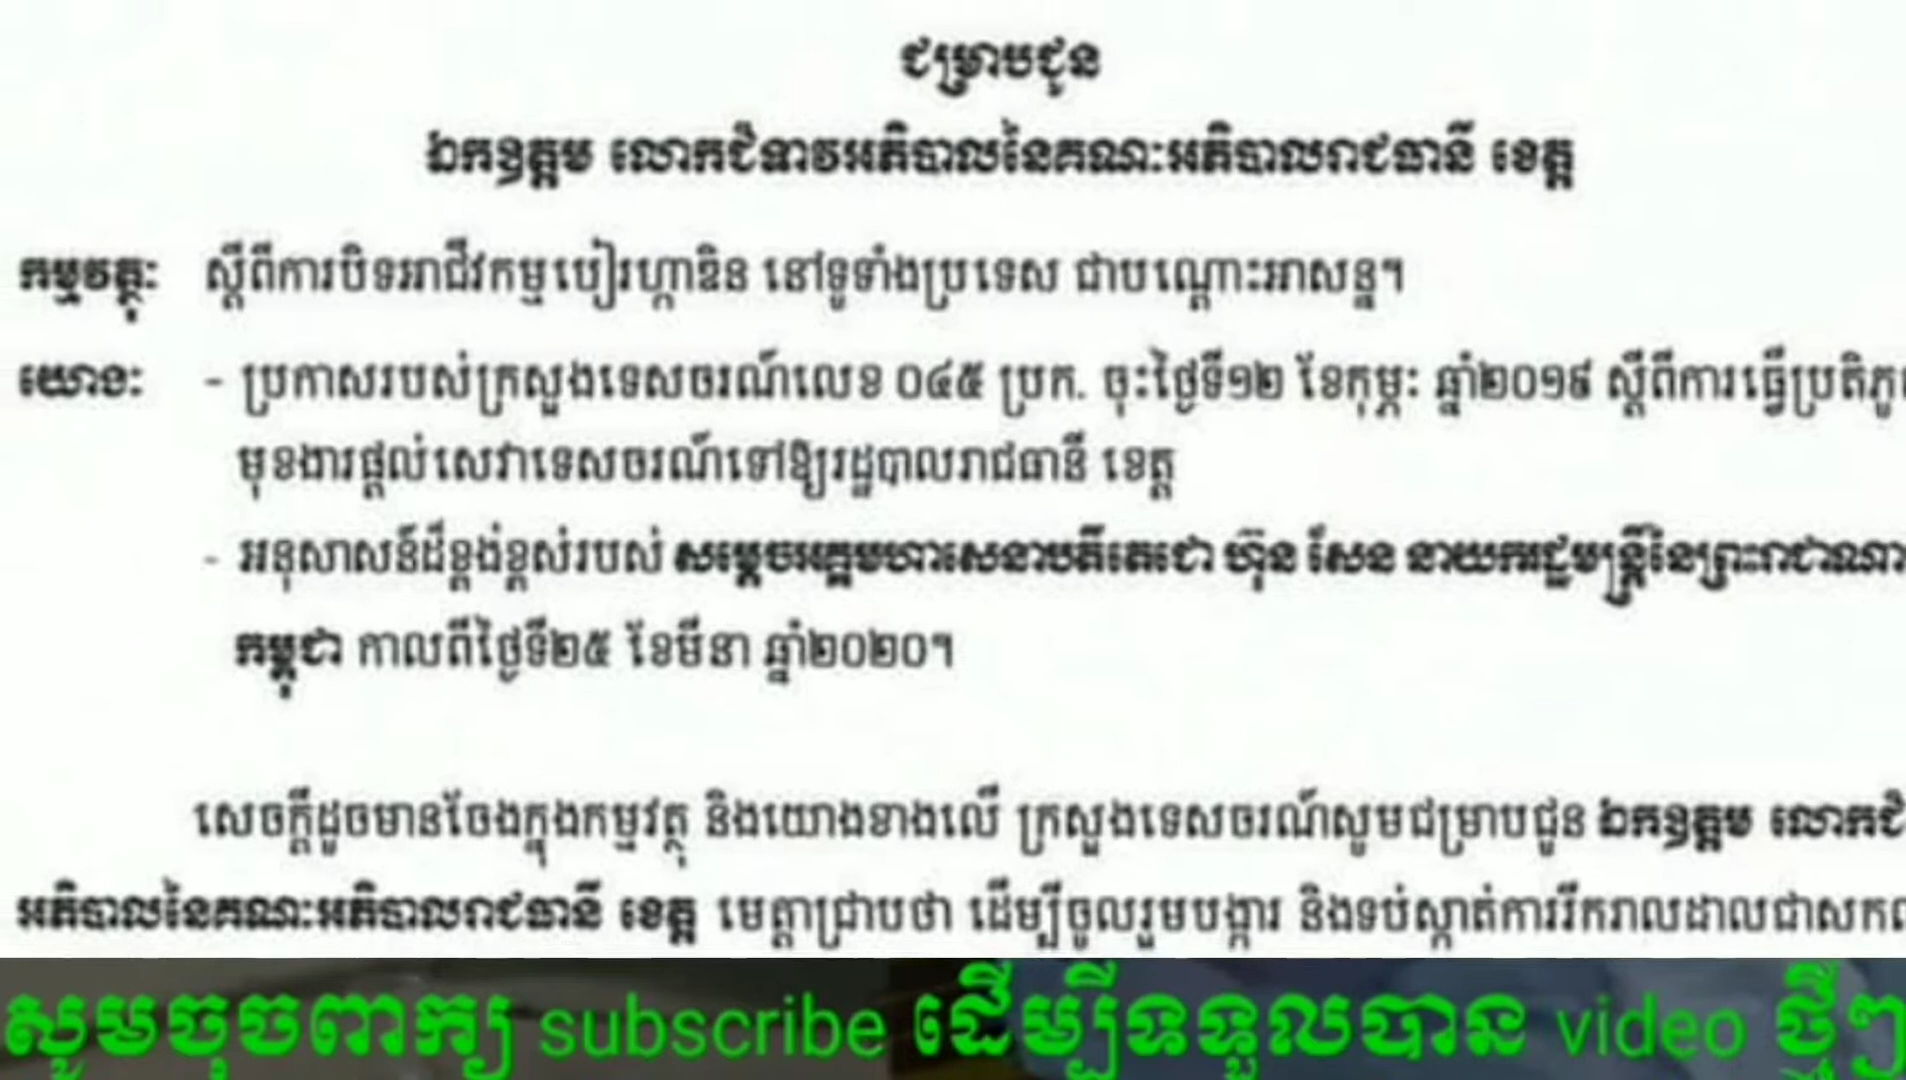 ជម្រាបជូន
ឯកឧត្តម លោកជំទាវអភិបាលនៃគណៈអភិបាលរាជធានី ខេត្ត
កម្មវត្ថុ: ស្តីពីការបិទអាជីវកម្មបៀរហ្គាឌិន នៅទូទាំងប្រទេស ជាបណ្តោះអាសន្ន។
យោង: - ប្រកាសរបស់ក្រសួងទេសចរណ៍លេខ ០៤៥ ប្រក. ចុះថ្ងៃទី១២ ខែកុម្ភៈ ឆ្នាំ២០១៩ ស្តីពីការធ្វើប្រតិភូ
មុខងារផ្តល់សេវាទេសចរណ៍ទៅឱ្យរដ្ឋបាលរាជធានី ខេត្ត
- អនុសាសន៍ដ៏ខ្ពង់ខ្ពស់របស់ សម្តេចអគ្គមហាសេនាបតីតេជោ ហ៊ុន សែន នាយករដ្ឋមន្ត្រីនៃព្រះរាជាណា
កម្ពុជា កាលពីថ្ងៃទី២៥ ខែមីនា ឆ្នាំ២០២០។
សេចក្តីដូចមានចែងក្នុងកម្មវត្ថុ និងយោងខាងលើ ក្រសួងទេសចរណ៍សូមជម្រាបជូន ឯកឧត្តម លោកជំ
អភិបាលនៃគណៈអភិបាលរាជធានី ខេត្ត មេត្តាជ្រាបថា ដើម្បីចូលរួមបង្ការ និងទប់ស្កាត់ការរីករាលដាលជាសកល
សូមចុចពាក្យ subscribe ដើម្បីទទួលបាន video ថ្មីៗ